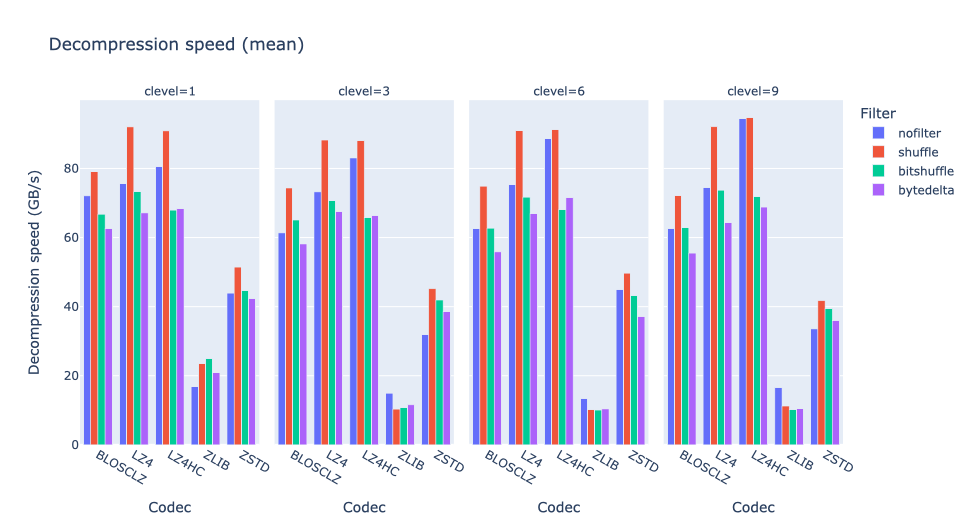 Decompression speed (mean)
clevel=1
clevel=3
clevel=6
clevel=9
Filter
nofilter
shuffle
bitshuffle
bytedelta
Decompression speed (GB/s)
80
60
40
20
0
BLOSCLZ LZ4 LZ4HC ZLIB ZSTD
BLOSCLZ LZ4 LZ4HC ZLIB ZSTD
BLOSCLZ LZ4 LZ4HC ZLIB ZSTD
BLOSCLZ LZ4 LZ4HC ZLIB ZSTD
Codec
Codec
Codec
Codec